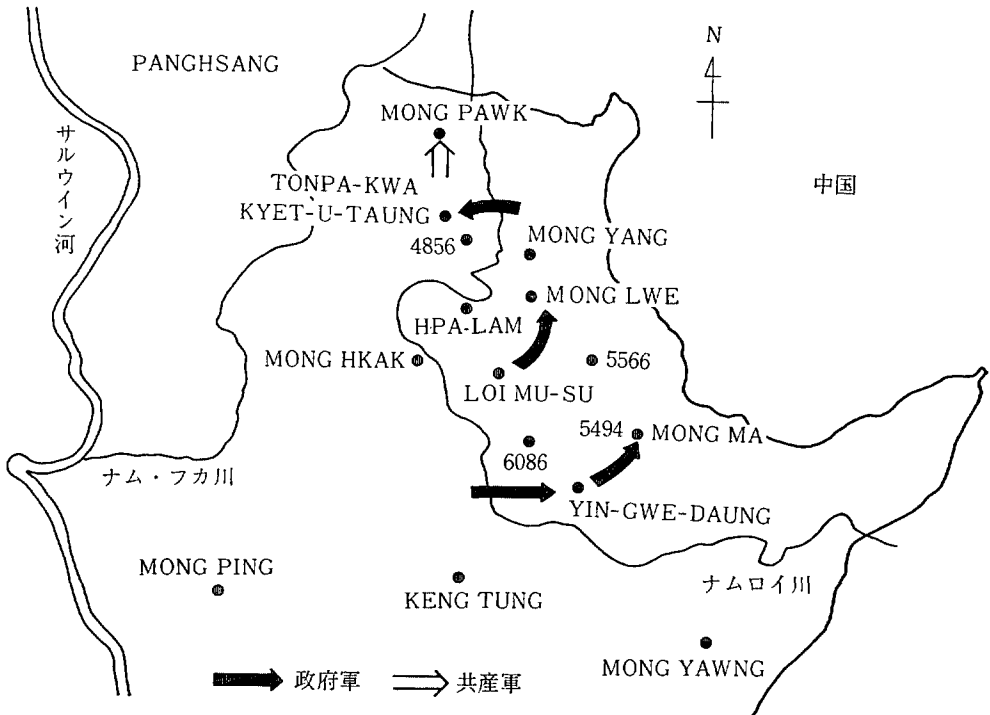 PANGHSANG
N
MONG PAWK
サルウイン河
中国
TONPA-KWA
KYET-U-TAUNG
4856
MONG YANG
MONG LWE
HPA-LAM
MONG HKAK
5566
LOI MU-SU
5494
MONG MA
6086
ナム・フカ川
YIN-GWE-DAUNG
MONG PING
KENG TUNG
ナムロイ川
MONG YAWNG
政府軍
共産軍